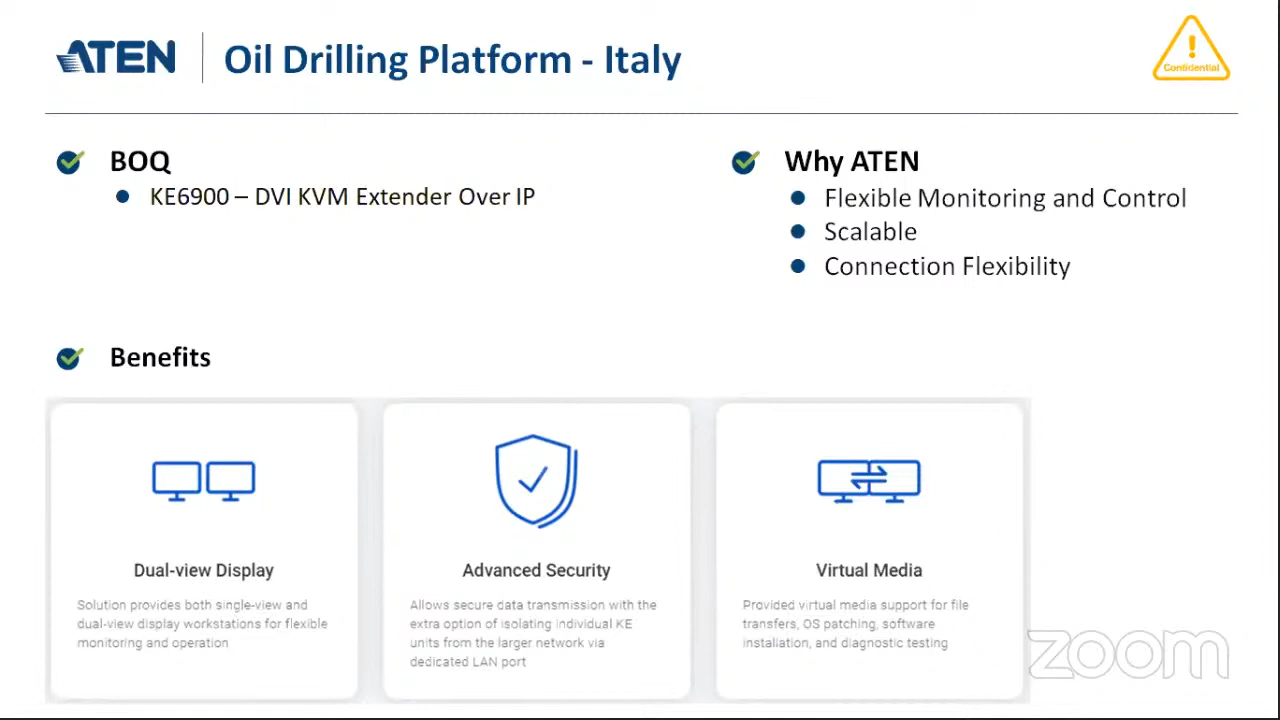 ATEN
Oil Drilling Platform - Italy
Confidential
BOQ
KE6900 – DVI KVM Extender Over IP
Why ATEN
Flexible Monitoring and Control
Scalable
Connection Flexibility
Benefits
Dual-view Display
Solution provides both single-view and
dual-view display workstations for flexible
monitoring and operation
Advanced Security
Allows secure data transmission with the
extra option of isolating individual KE
units from the larger network via
dedicated LAN port
Virtual Media
Provided virtual media support for file
transfers, OS patching, software
installation, and diagnostic testing
zoom